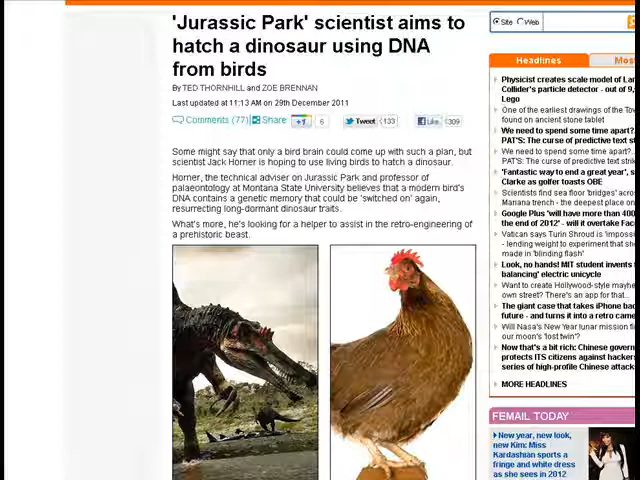 'Jurassic Park' scientist aims to
hatch a dinosaur using DNA
from birds
By TED THORNHILL and ZOE BRENNAN
Last updated at 11:13 AM on 29th December 2011
Comments (77) Share +1 6 Tweet 133 Like 309
Some might say that only a bird brain could come up with such a plan, but
scientist Jack Horner is hoping to use living birds to hatch a dinosaur.
Horner, the technical adviser on Jurassic Park and professor of
palaeontology at Montana State University believes that a modern bird's
DNA contains a genetic memory that could be 'switched on' again,
resurrecting long-dormant dinosaur traits.
What's more, he's looking for a helper to assist in the retro-engineering of
a prehistoric beast.
Site Web
Headlines Mos
Physicist creates scale model of Lar
Collider's particle detector - out of 9,
Lego
One of the earliest drawings of the To
found on ancient stone tablet
We need to spend some time apart?
PAT'S: The curse of predictive text
We need to spend some time apart?..
PAT'S: The curse of predictive text strik
'Fantastic way to end a great year', s
Clarke as golfer toasts OBE
Scientists find sea floor 'bridges' acro
Mariana trench - the deepest place on
Google Plus 'will have more than 400
the end of 2012' - will it overtake Fac
Vatican says Turin Shroud is 'imposs
- lending weight to experiment that sh
made in 'blinding flash'
Look, no hands! MIT student invents
balancing' electric unicycle
Want to create Hollywood-style mayhe
own street? There's an app for that...
The giant case that takes iPhone bac
future - and turns it into a retro came
Will Nasa's New Year lunar mission fi
our moon's 'lost twin'?
Now that's a bit rich: Chinese govern
protects ITS citizens against hackers
series of high-profile Chinese attack
MORE HEADLINES
FEMAIL TODAY
New year, new look,
new Kim: Miss
Kardashian sports a
fringe and white dress
as she sees in 2012